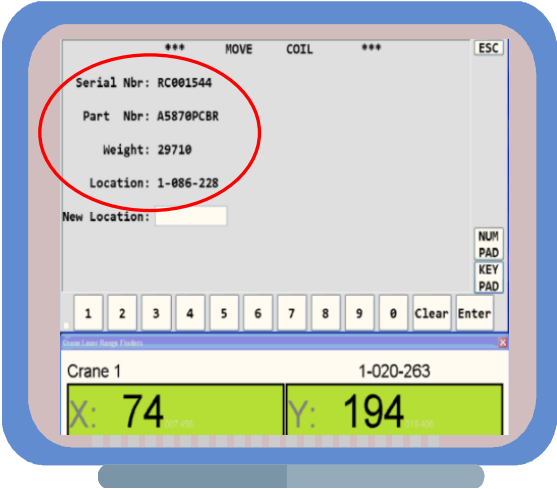 *** MOVE COIL *** ESC
Serial Nbr: RC001544
Part Nbr: A5870PCBR
Weight: 29710
Location: 1-086-228
New Location:
NUM
PAD
KEY
PAD
1 2 3 4 5 6 7 8 9 0 Clear Enter
Crane Laser Range Finders X
Crane 1 1-020-263
X: 74 Y: 194